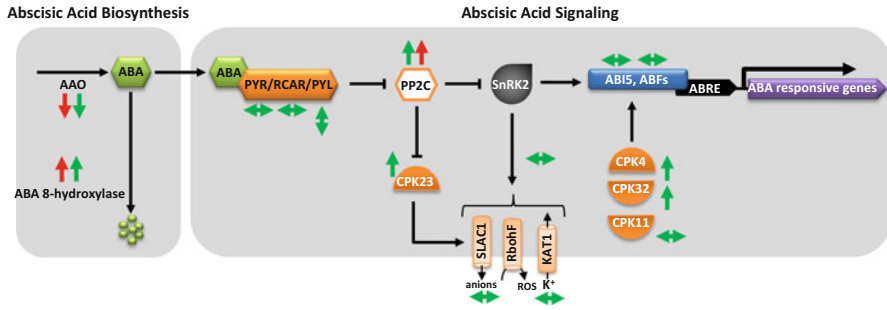 Abscisic Acid Biosynthesis
Abscisic Acid Signaling
AAO
ABA
ABA 8-hydroxylase
ABA
PYR/RCAR/PYL
PP2C
SnRK2
ABI5, ABFs
ABRE
ABA responsive genes
CPK23
CPK4
CPK32
CPK11
SLAC1
RbohF
KAT1
anions
ROS
K⁺